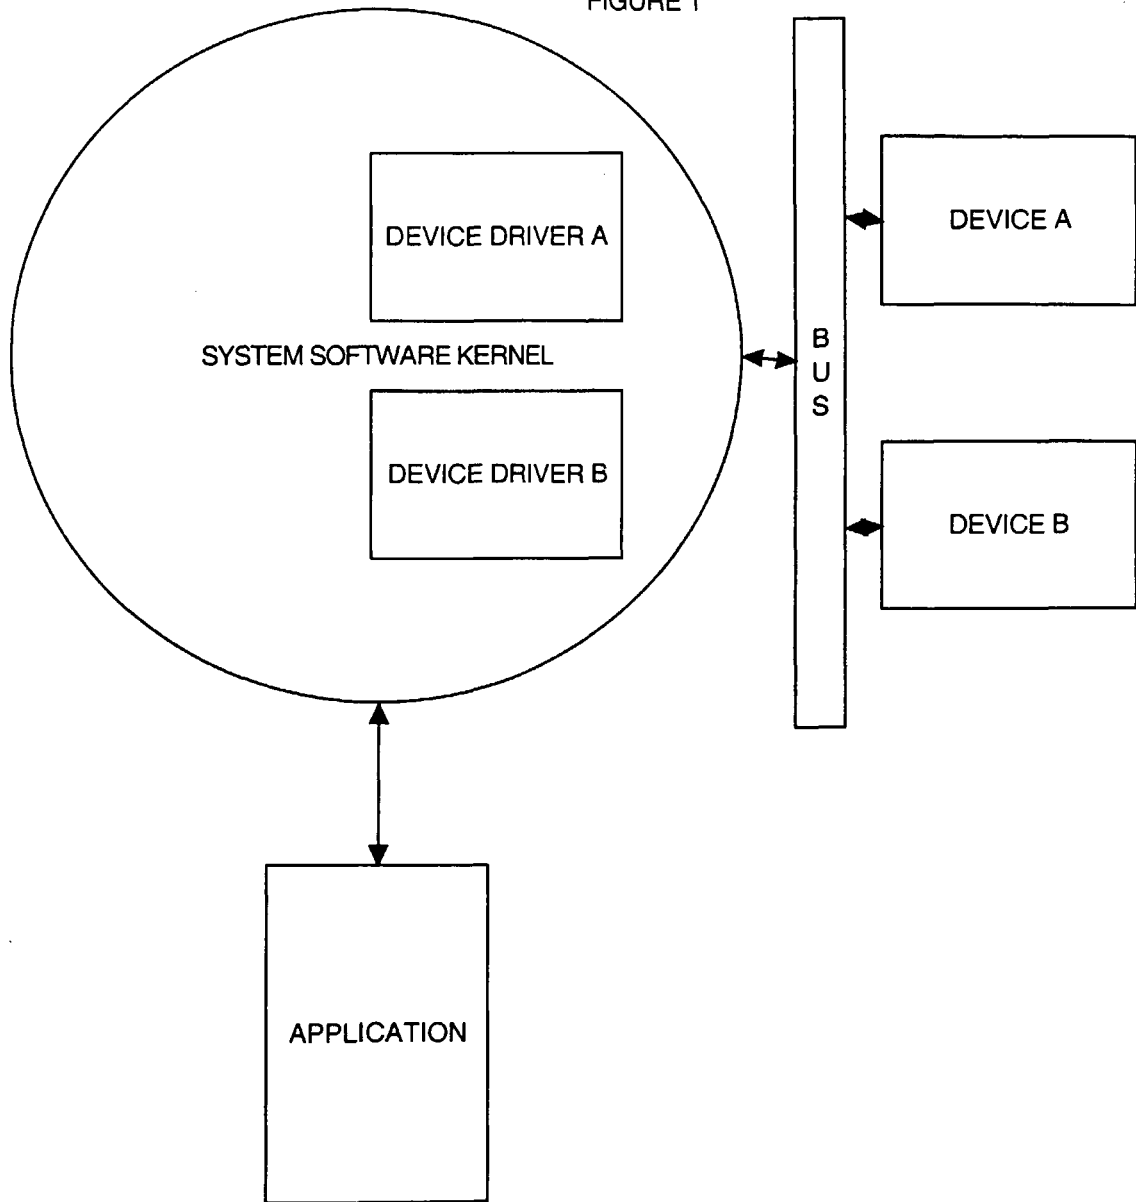 FIGURE 1
DEVICE DRIVER A
DEVICE A
SYSTEM SOFTWARE KERNEL
B
U
S
DEVICE DRIVER B
DEVICE B
APPLICATION